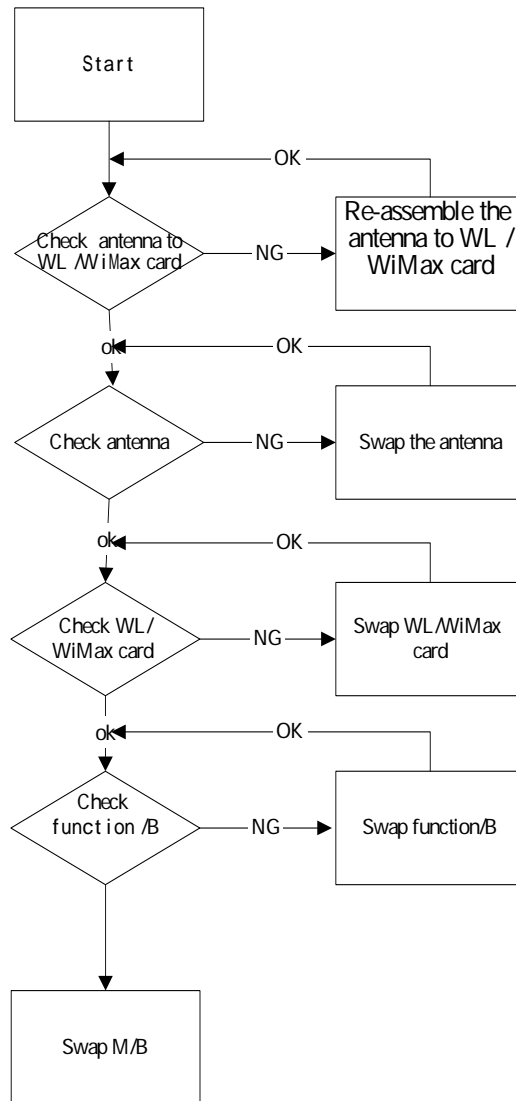 Start
OK
Check antenna to
WL /WiMax card
NG
Re-assemble the
antenna to WL /
WiMax card
ok
OK
Check antenna
NG
Swap the antenna
ok
OK
Check WL/
WiMax card
NG
Swap WL/WiMax
card
ok
OK
Check
function /B
NG
Swap function/B
Swap M/B